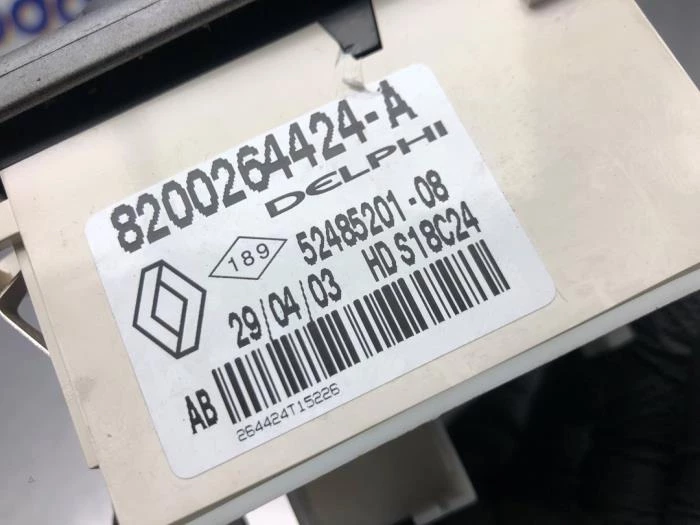 8200264424-A
DELPHI
189
52485201-08
29/04/03 HD S18C24
AB
264424T15226